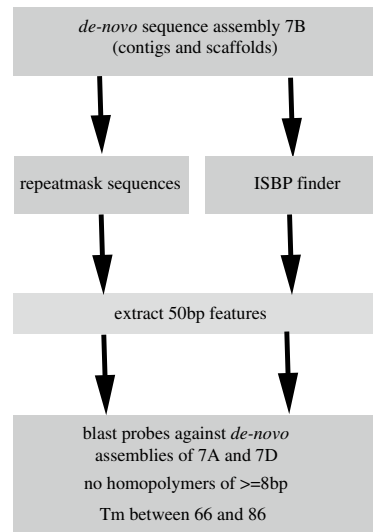 de-novo sequence assembly 7B
(contigs and scaffolds)
repeatmask sequences
ISBP finder
extract 50bp features
blast probes against de-novo
assemblies of 7A and 7D
no homopolymers of >=8bp
Tm between 66 and 86